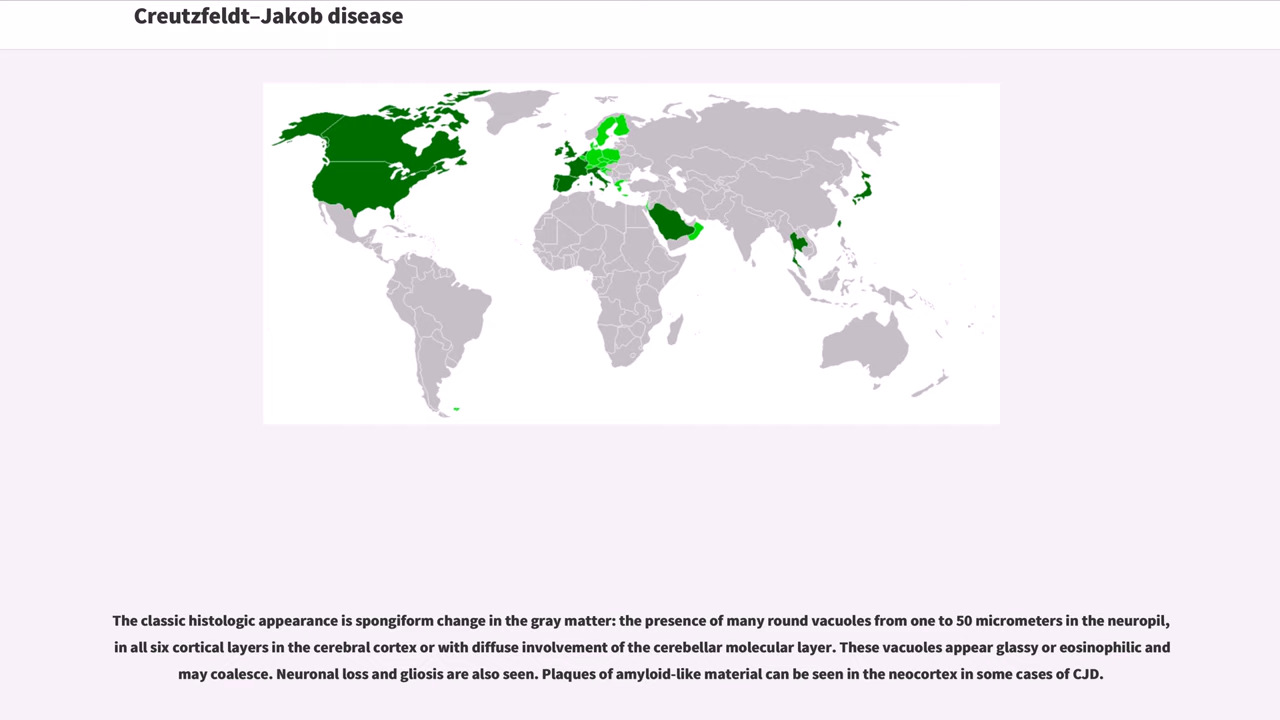 Creutzfeldt–Jakob disease
The classic histologic appearance is spongiform change in the gray matter: the presence of many round vacuoles from one to 50 micrometers in the neuropil,
in all six cortical layers in the cerebral cortex or with diffuse involvement of the cerebellar molecular layer. These vacuoles appear glassy or eosinophilic and
may coalesce. Neuronal loss and gliosis are also seen. Plaques of amyloid-like material can be seen in the neocortex in some cases of CJD.